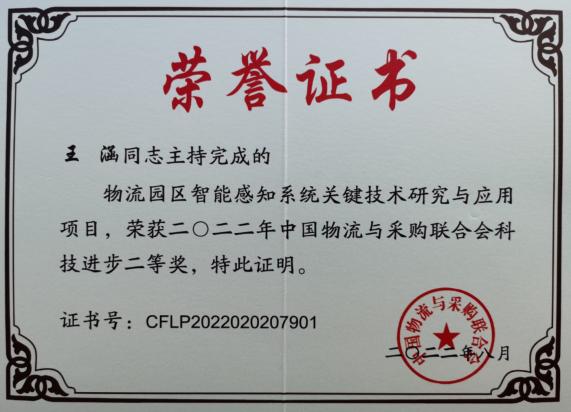 荣誉证书
王 涵同志主持完成的
物流园区智能感知系统关键技术研究与应用
项目，荣获二〇二二年中国物流与采购联合会科
技进步二等奖，特此证明。
证书号：CFLP2022020207901
中国物流与采购联合会
二〇二二年八月